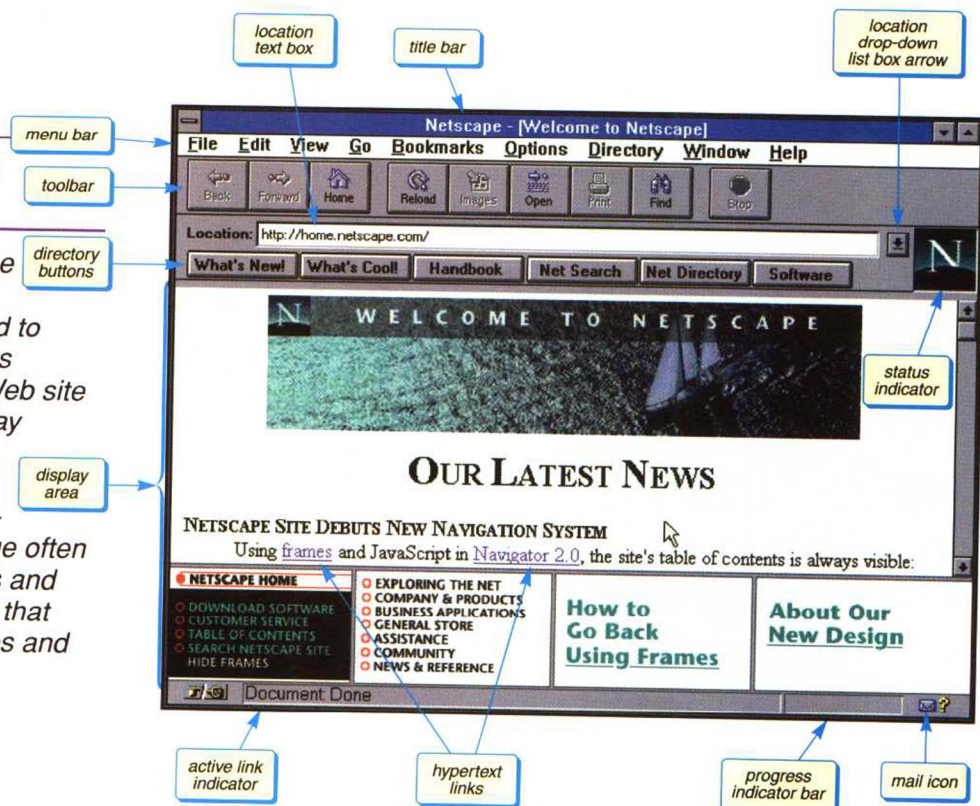 location
text box
title bar
location
drop-down
list box arrow
menu bar
toolbar
directory
buttons
e
d to
s
Web site
ay
display
area
e often
s and
that
s and
Netscape - [Welcome to Netscape]
File Edit View Go Bookmarks Options Directory Window Help
Back Forward Home Reload Images Open Print Find Stop
Location: http://home.netscape.com/
N
What's New! What's Cool! Handbook Net Search Net Directory Software
N WELCOME TO NETSCAPE
status
indicator
OUR LATEST NEWS
NETSCAPE SITE DEBUTS NEW NAVIGATION SYSTEM
Using frames and JavaScript in Navigator 2.0, the site's table of contents is always visible:
NETSCAPE HOME
DOWNLOAD SOFTWARE
CUSTOMER SERVICE
TABLE OF CONTENTS
SEARCH NETSCAPE SITE
HIDE FRAMES
EXPLORING THE NET
COMPANY & PRODUCTS
BUSINESS APPLICATIONS
GENERAL STORE
ASSISTANCE
COMMUNITY
NEWS & REFERENCE
How to
Go Back
Using Frames
About Our
New Design
Document: Done
?
active link
indicator
hypertext
links
progress
indicator bar
mail icon